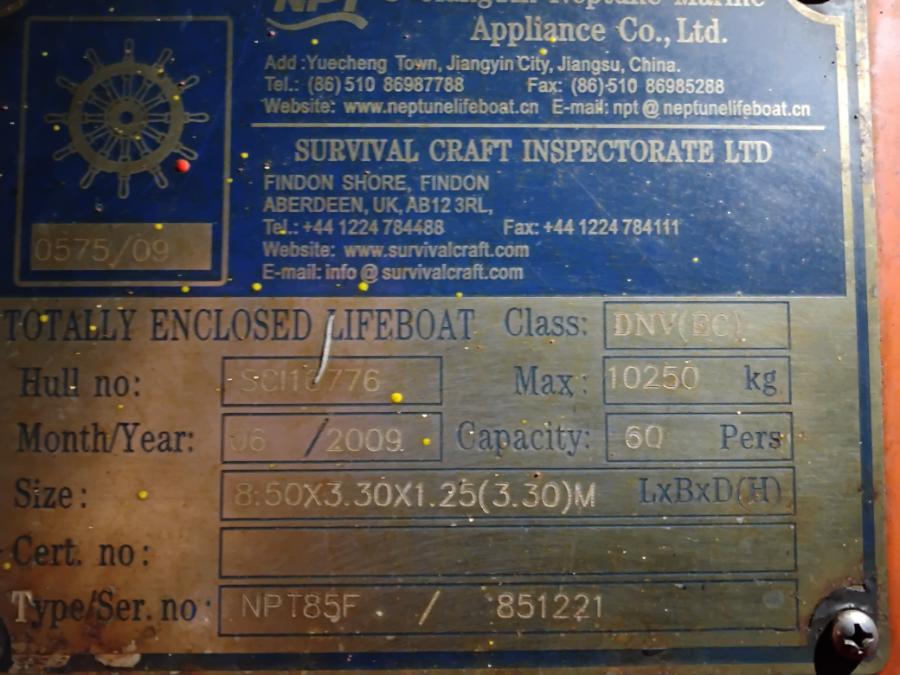 NPT Neptune Marine
Appliance Co., Ltd.
Add :Yuecheng Town, Jiangyin City, Jiangsu, China.
Tel.: (86)510 86987788 Fax: (86)-510 86985288
Website: www.neptunelifeboat.cn E-mail: npt @ neptunelifeboat.cn
SURVIVAL CRAFT INSPECTORATE LTD
FINDON SHORE, FINDON
ABERDEEN, UK, AB12 3RL,
Tel.: +44 1224 784488 Fax: +44 1224 784111
Website: www.survivalcraft.com
E-mail: info @ survivalcraft.com
0575/09
TOTALLY ENCLOSED LIFEBOAT Class: DNV(EC)
Hull no: Max: 10250 kg
Month/Year: 06 /2009 Capacity: 60 Pers
Size: 8.50X3.30X1.25(3.30)M LxBxD(H)
Cert. no:
Type/Ser. no: NPT85F / 851221